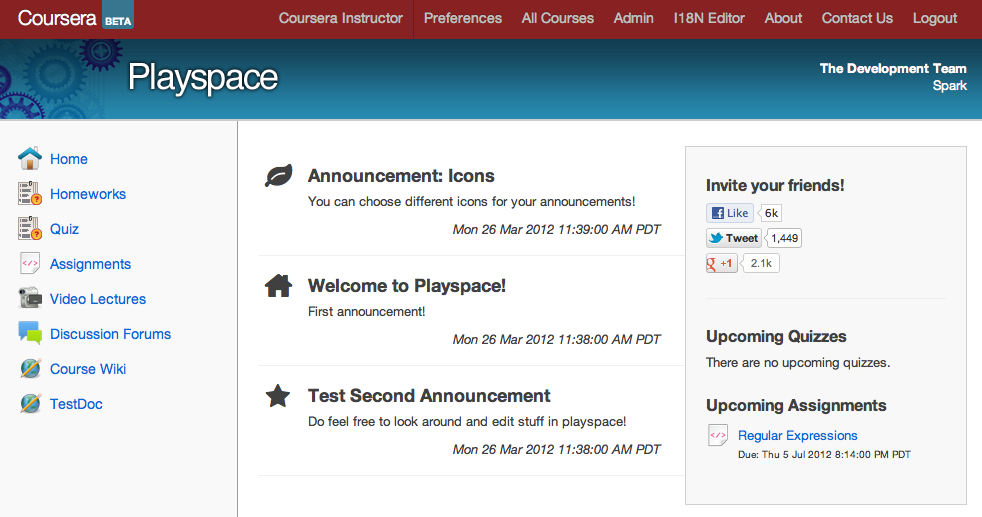 Coursera BETA
Coursera Instructor Preferences All Courses Admin I18N Editor About Contact Us Logout
Playspace
The Development Team
Spark
Home
Homeworks
Quiz
Assignments
Video Lectures
Discussion Forums
Course Wiki
TestDoc
Announcement: Icons
You can choose different icons for your announcements!
Mon 26 Mar 2012 11:39:00 AM PDT
Welcome to Playspace!
First announcement!
Mon 26 Mar 2012 11:38:00 AM PDT
Test Second Announcement
Do feel free to look around and edit stuff in playspace!
Mon 26 Mar 2012 11:38:00 AM PDT
Invite your friends!
Like 6k
Tweet 1,449
+1 2.1k
Upcoming Quizzes
There are no upcoming quizzes.
Upcoming Assignments
Regular Expressions
Due: Thu 5 Jul 2012 8:14:00 PM PDT